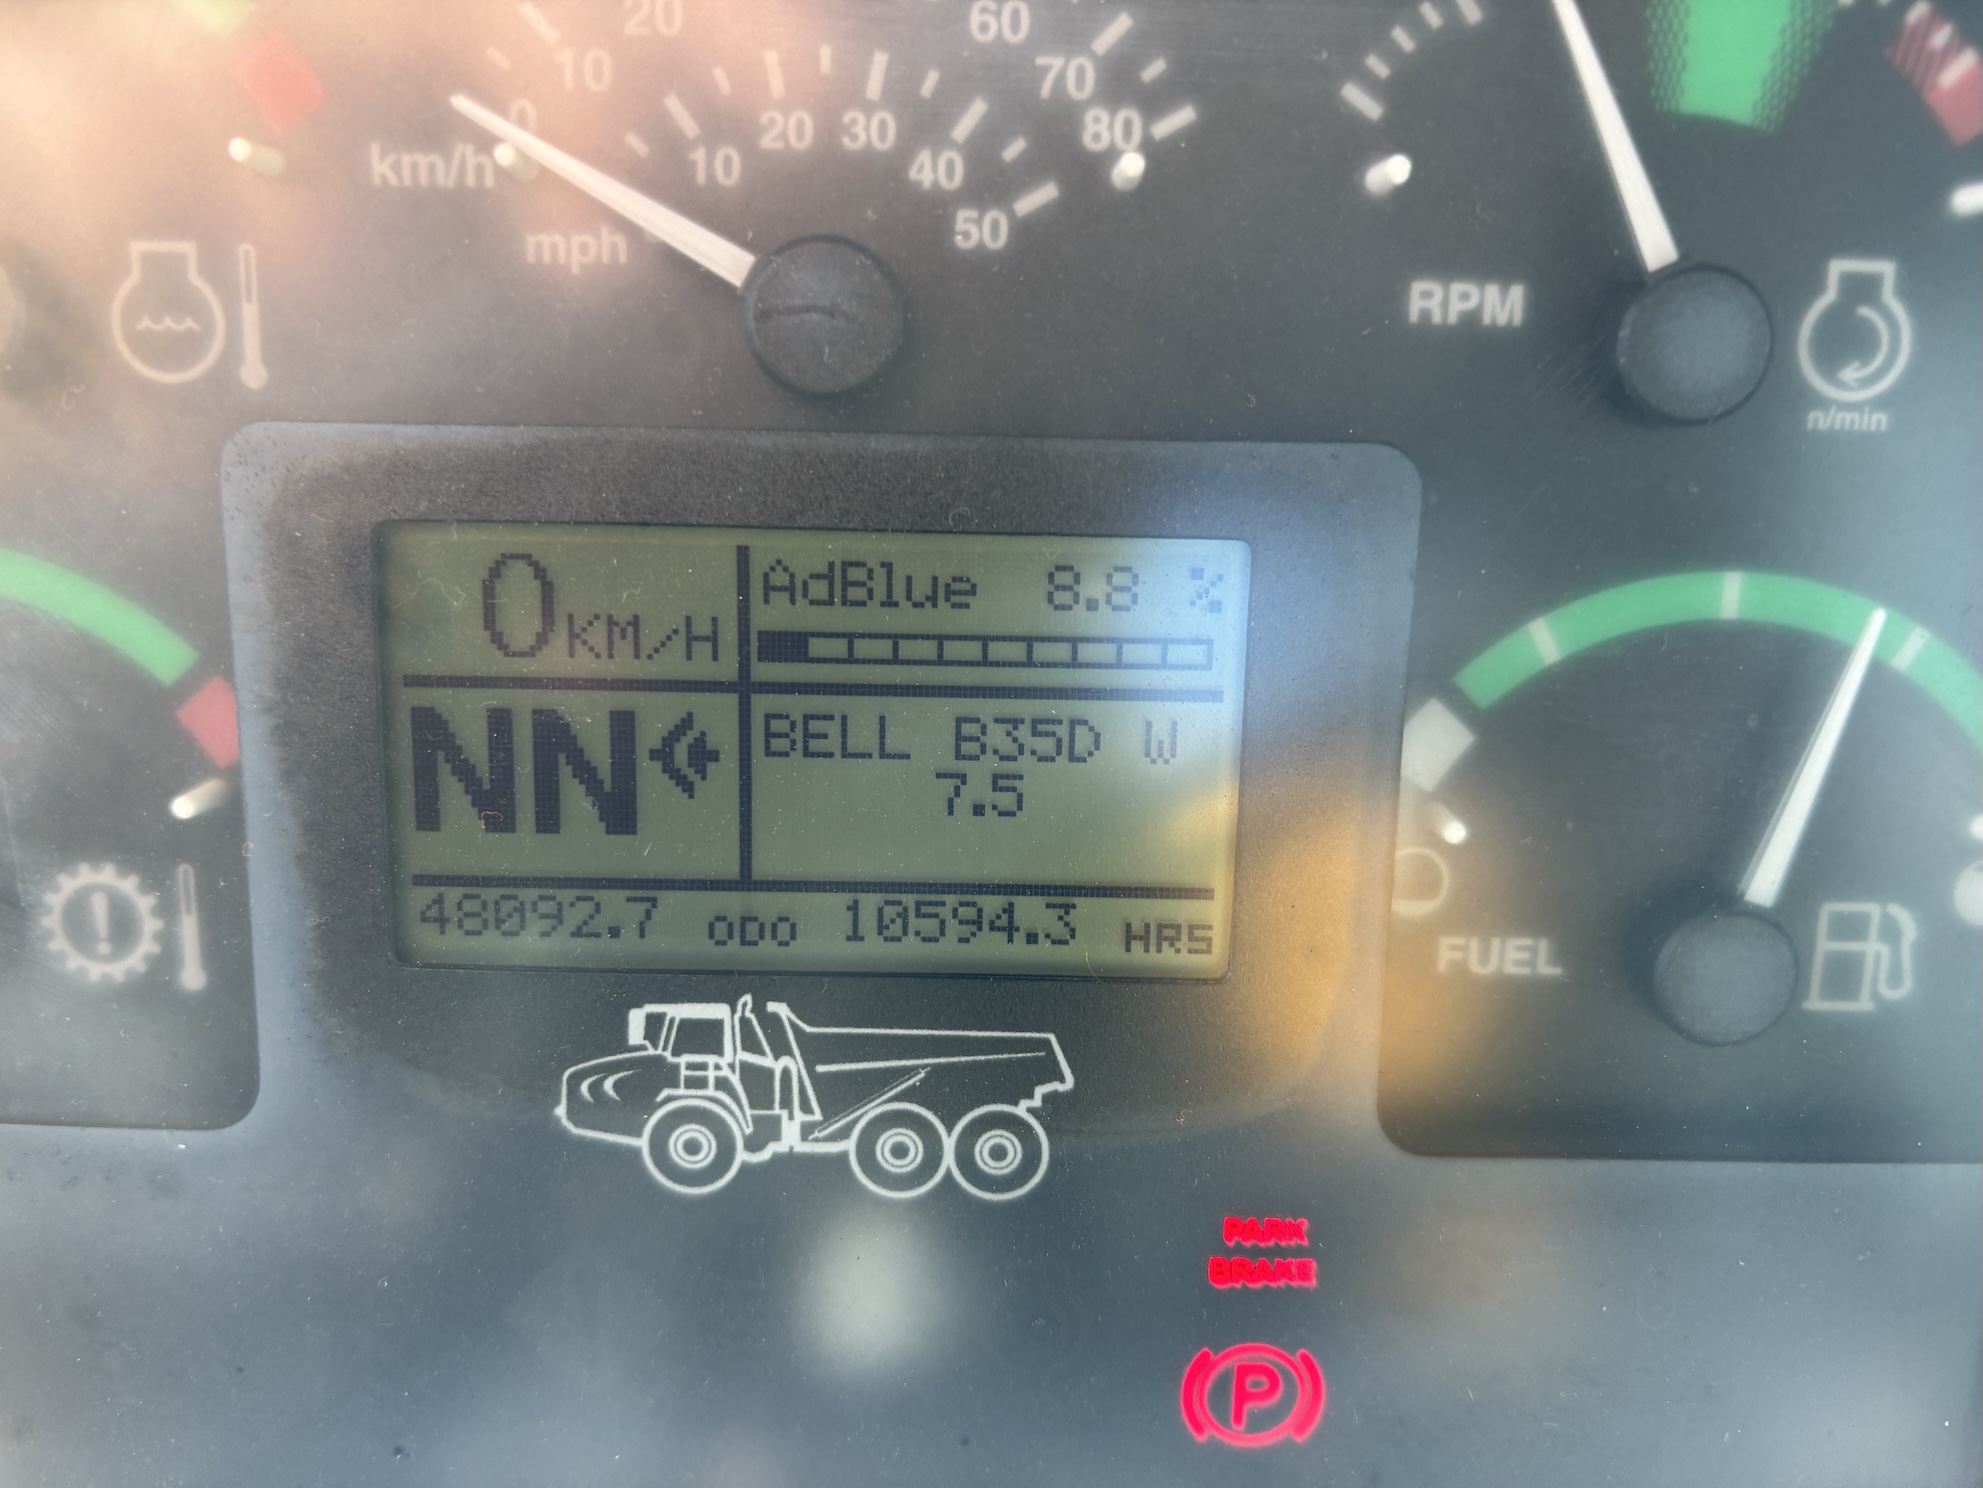 20
60
10
70
0
20 30
80
km/h
10
40
mph
50
RPM
n/min
0 KM/H
AdBlue 8.8 %
NN
BELL B35D W
7.5
48092.7 ODO 10594.3 HRS
FUEL
PARK
BRAKE
P